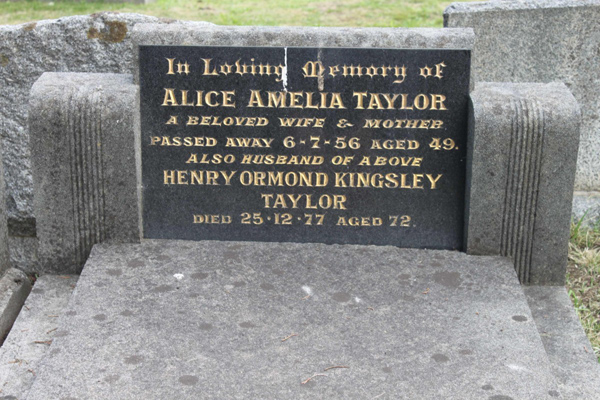 In Loving Memory of
ALICE AMELIA TAYLOR
A BELOVED WIFE & MOTHER
PASSED AWAY 6-7-56 AGED 49.
ALSO HUSBAND OF ABOVE
HENRY ORMOND KINGSLEY
TAYLOR
DIED 25·12·77 AGED 72.